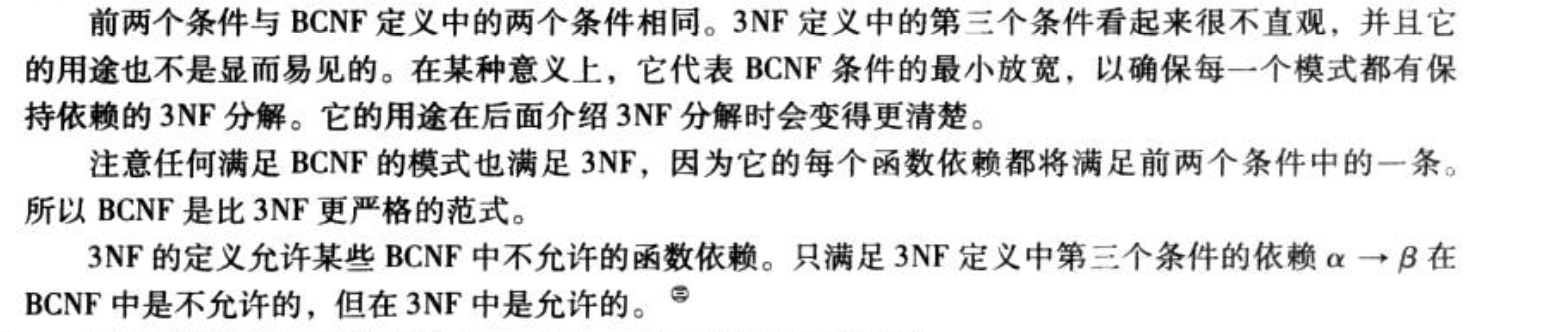 前两个条件与 BCNF 定义中的两个条件相同。3NF 定义中的第三个条件看起来很不直观，并且它
的用途也不是显而易见的。在某种意义上，它代表 BCNF 条件的最小放宽，以确保每一个模式都有保
持依赖的 3NF 分解。它的用途在后面介绍 3NF 分解时会变得更清楚。
注意任何满足 BCNF 的模式也满足 3NF，因为它的每个函数依赖都将满足前两个条件中的一条。
所以 BCNF 是比 3NF 更严格的范式。
3NF 的定义允许某些 BCNF 中不允许的函数依赖。只满足 3NF 定义中第三个条件的依赖 α → β 在
BCNF 中是不允许的，但在 3NF 中是允许的。㊂